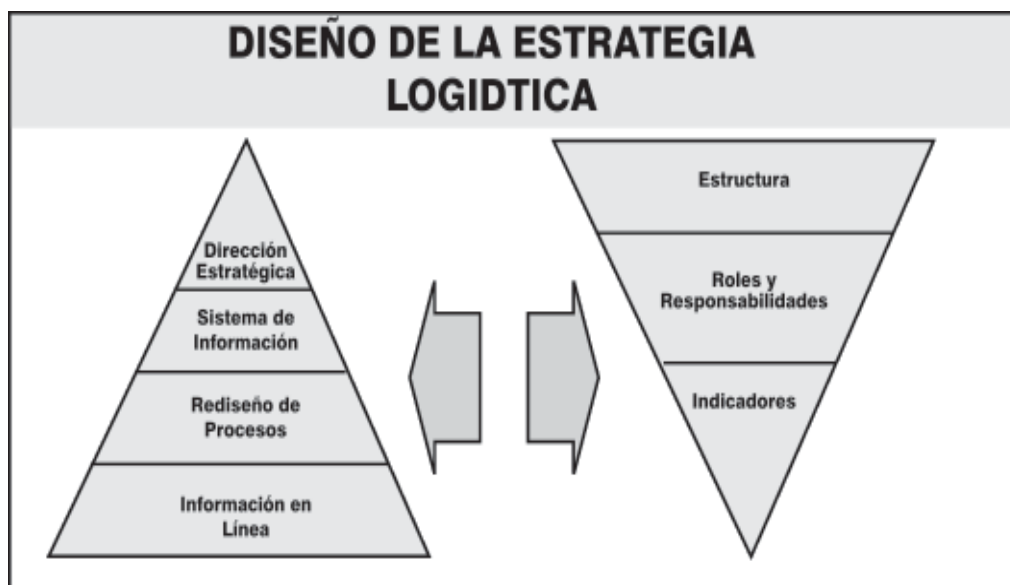 DISEÑO DE LA ESTRATEGIA
LOGIDTICA
Dirección
Estratégica
Sistema de
Información
Rediseño de
Procesos
Información en
Línea
Estructura
Roles y
Responsabilidades
Indicadores